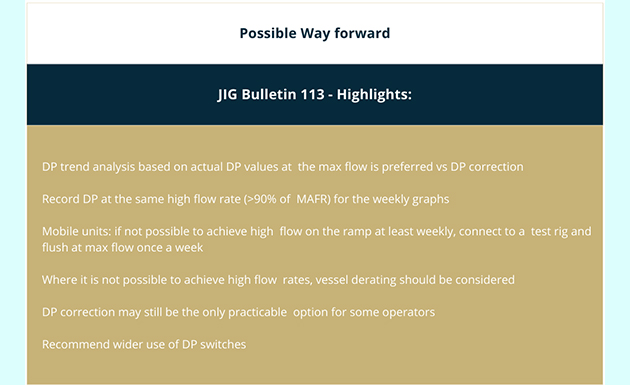 Possible Way forward
JIG Bulletin 113 - Highlights:
DP trend analysis based on actual DP values at the max flow is preferred vs DP correction
Record DP at the same high flow rate (>90% of MAFR) for the weekly graphs
Mobile units: if not possible to achieve high flow on the ramp at least weekly, connect to a test rig and
flush at max flow once a week
Where it is not possible to achieve high flow rates, vessel derating should be considered
DP correction may still be the only practicable option for some operators
Recommend wider use of DP switches